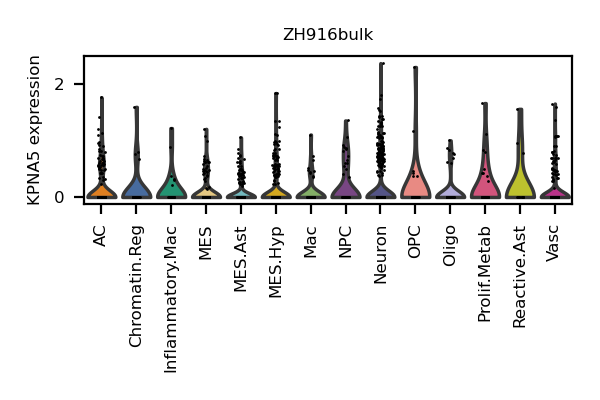 ZH916bulk
KPNA5 expression
2
0
AC
Chromatin.Reg
Inflammatory.Mac
MES
MES.Ast
MES.Hyp
Mac
NPC
Neuron
OPC
Oligo
Prolif.Metab
Reactive.Ast
Vasc